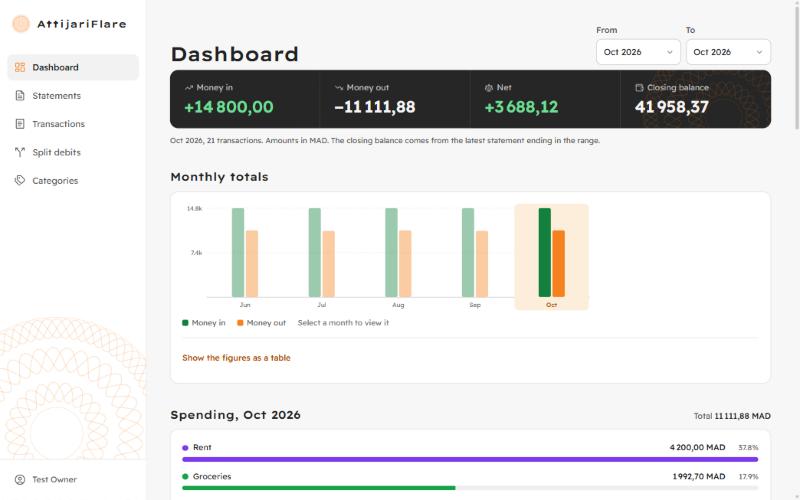 AttijariFlare
Dashboard
Statements
Transactions
Split debits
Categories
Test Owner
Dashboard
From
Oct 2026
To
Oct 2026
Money in
+14 800,00
Money out
−11 111,88
Net
+3 688,12
Closing balance
41 958,37
Oct 2026, 21 transactions. Amounts in MAD. The closing balance comes from the latest statement ending in the range.
Monthly totals
14.8k
7.4k
Jun Jul Aug Sep Oct
Money in Money out Select a month to view it
Show the figures as a table
Spending, Oct 2026
Total 11 111,88 MAD
Rent 4 200,00 MAD 37.8%
Groceries 1 992,70 MAD 17.9%